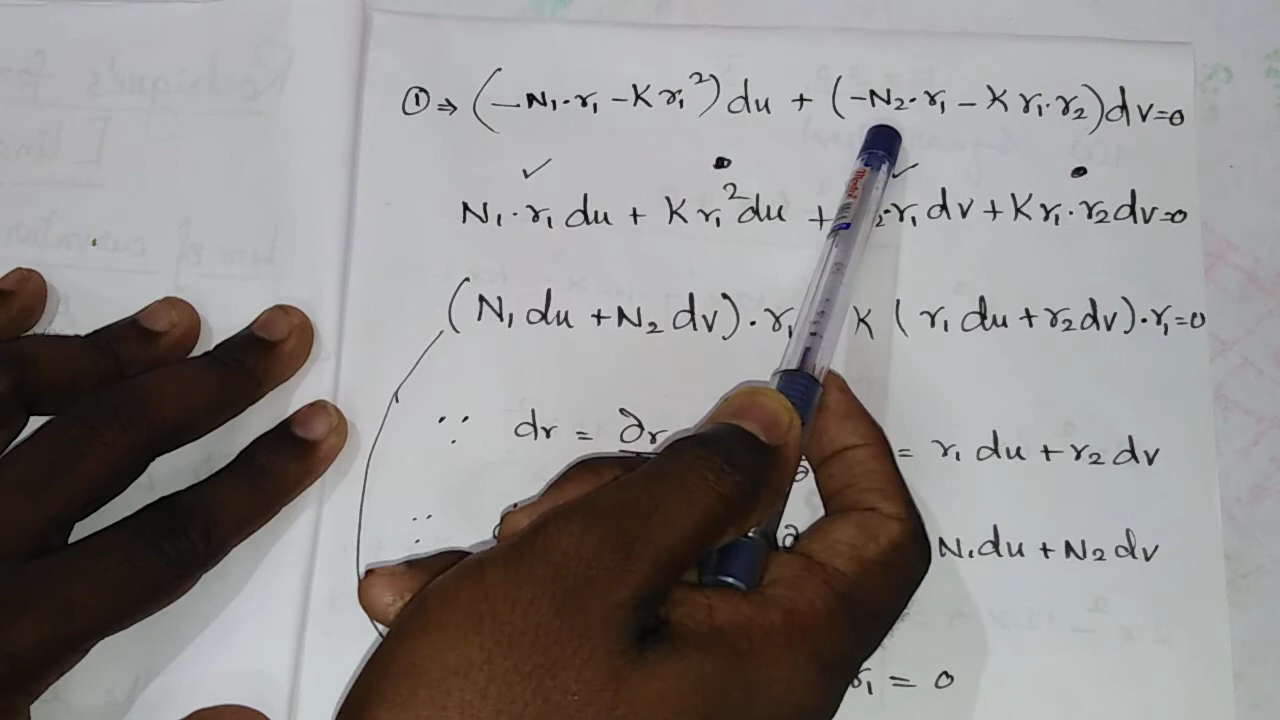 ① ⇒ (-N₁·r₁ - K r₁²) du + (-N₂·r₁ - K r₁·r₂) dv = 0
N₁·r₁ du + K r₁² du + ₂·r₁ dv + K r₁·r₂ dv = 0
(N₁ du + N₂ dv)·r₁ K (r₁ du + r₂ dv)·r₁ = 0
∵ dr = ∂r = r₁ du + r₂ dv
∵ N₁ du + N₂ dv
r₁ = 0